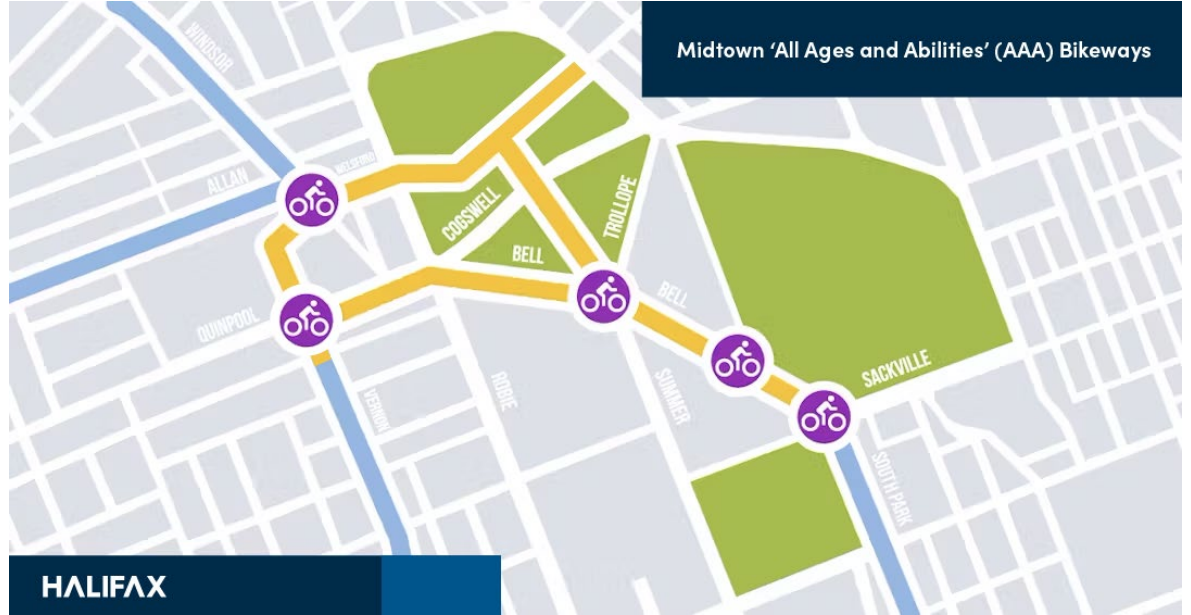 Midtown ‘All Ages and Abilities’ (AAA) Bikeways
WINDSOR
WELSFORD
ALLAN
COGSWELL
TROLLOPE
BELL
BELL
QUINPOOL
SACKVILLE
VERNON
ROBIE
SUMMER
SOUTH PARK
HALIFAX